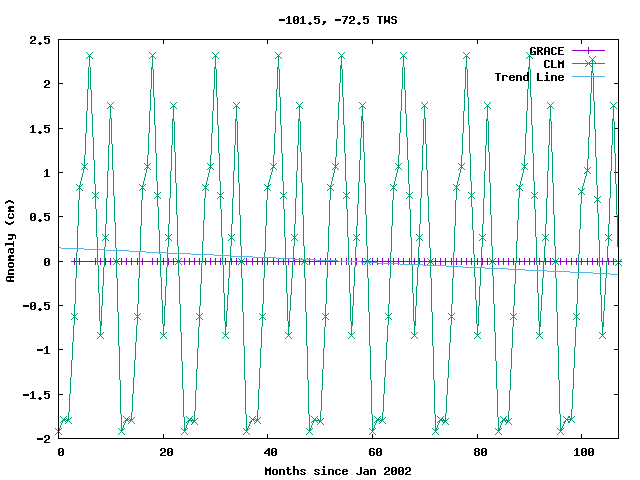 -101.5, -72.5 TWS
GRACE
CLM
Trend Line
2.5
2
1.5
1
0.5
0
-0.5
-1
-1.5
-2
Anomaly (cm)
0 20 40 60 80 100
Months since Jan 2002